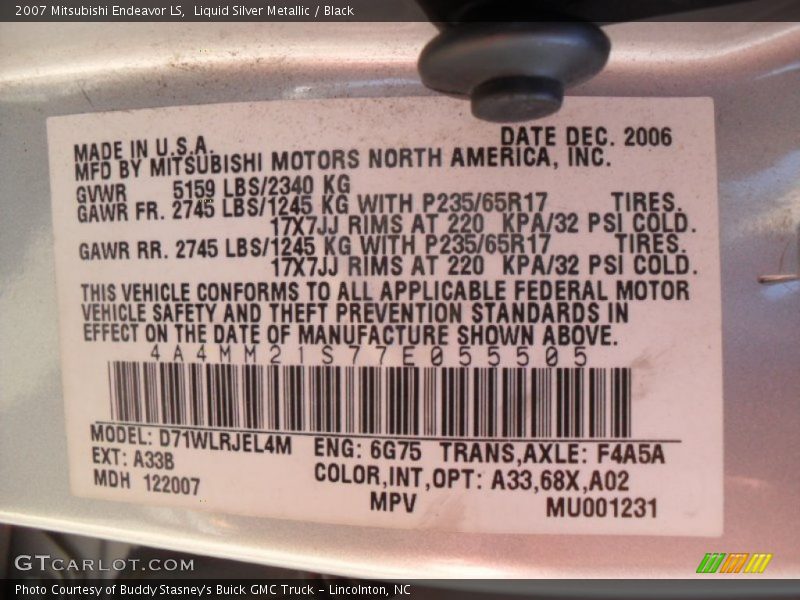 2007 Mitsubishi Endeavor LS, Liquid Silver Metallic / Black
MADE IN U.S.A. DATE DEC. 2006
MFD BY MITSUBISHI MOTORS NORTH AMERICA, INC.
GVWR 5159 LBS/2340 KG
GAWR FR. 2745 LBS/1245 KG WITH P235/65R17 TIRES.
17X7JJ RIMS AT 220 KPA/32 PSI COLD.
GAWR RR. 2745 LBS/1245 KG WITH P235/65R17 TIRES.
17X7JJ RIMS AT 220 KPA/32 PSI COLD.
THIS VEHICLE CONFORMS TO ALL APPLICABLE FEDERAL MOTOR
VEHICLE SAFETY AND THEFT PREVENTION STANDARDS IN
EFFECT ON THE DATE OF MANUFACTURE SHOWN ABOVE.
4A4MM21S77E055505
MODEL: D71WLRJEL4M ENG: 6G75 TRANS,AXLE: F4A5A
EXT: A33B COLOR,INT,OPT: A33,68X,A02
MDH 122007 MPV MU001231
GTCARLOT.COM
Photo Courtesy of Buddy Stasney's Buick GMC Truck - Lincolnton, NC